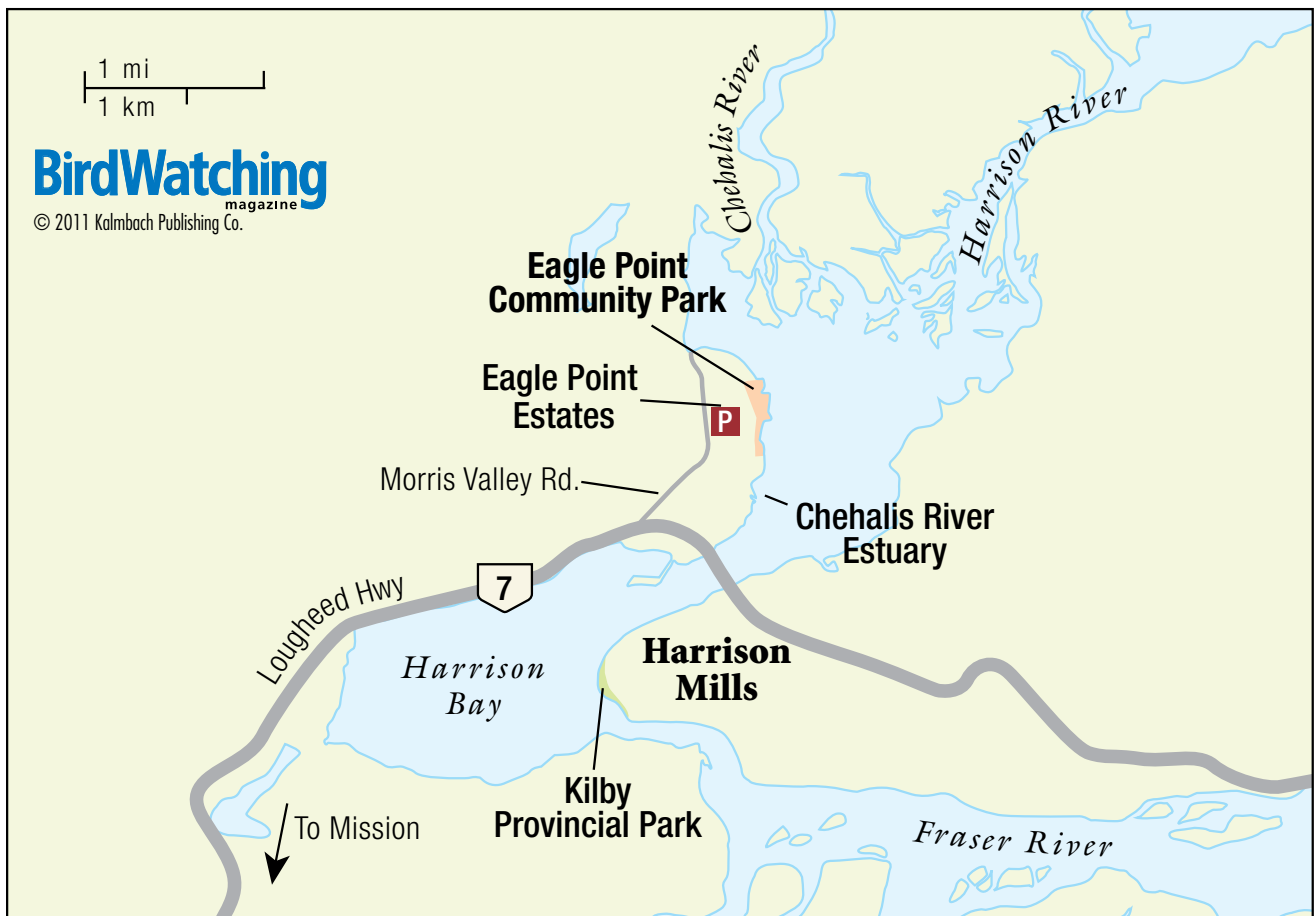 1 mi
1 km
BirdWatching
magazine
© 2011 Kalmbach Publishing Co.
Chehalis River
Harrison River
Eagle Point
Community Park
Eagle Point
Estates
P
Morris Valley Rd.
Chehalis River
Estuary
7
Lougheed Hwy
Harrison
Bay
Harrison
Mills
Kilby
Provincial Park
To Mission
Fraser River